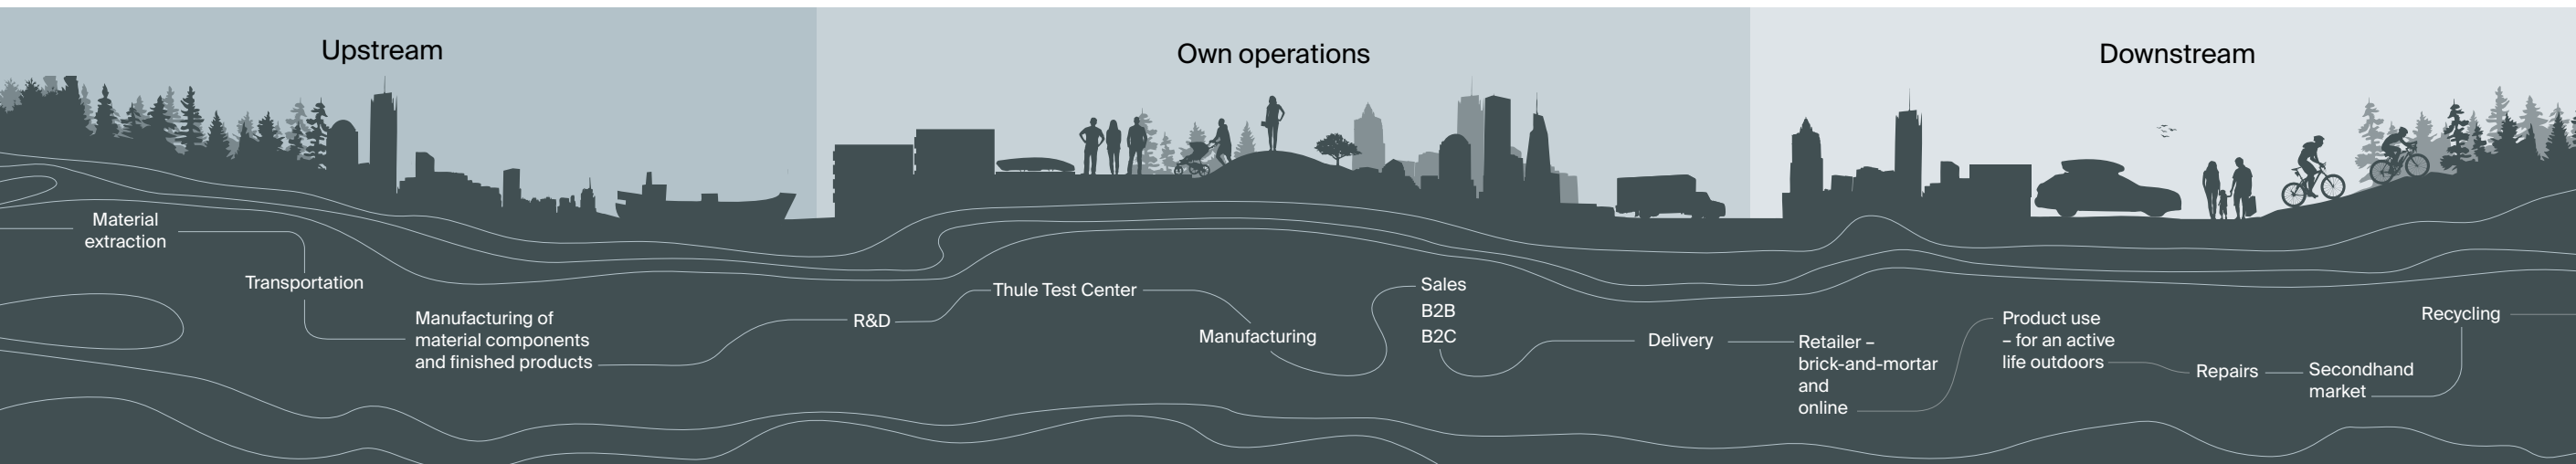 Upstream
Own operations
Downstream
Material
extraction
Transportation
Manufacturing of
material components
and finished products
R&D
Thule Test Center
Manufacturing
Sales
B2B
B2C
Delivery
Retailer –
brick-and-mortar
and
online
Product use
– for an active
life outdoors
Repairs
Secondhand
market
Recycling